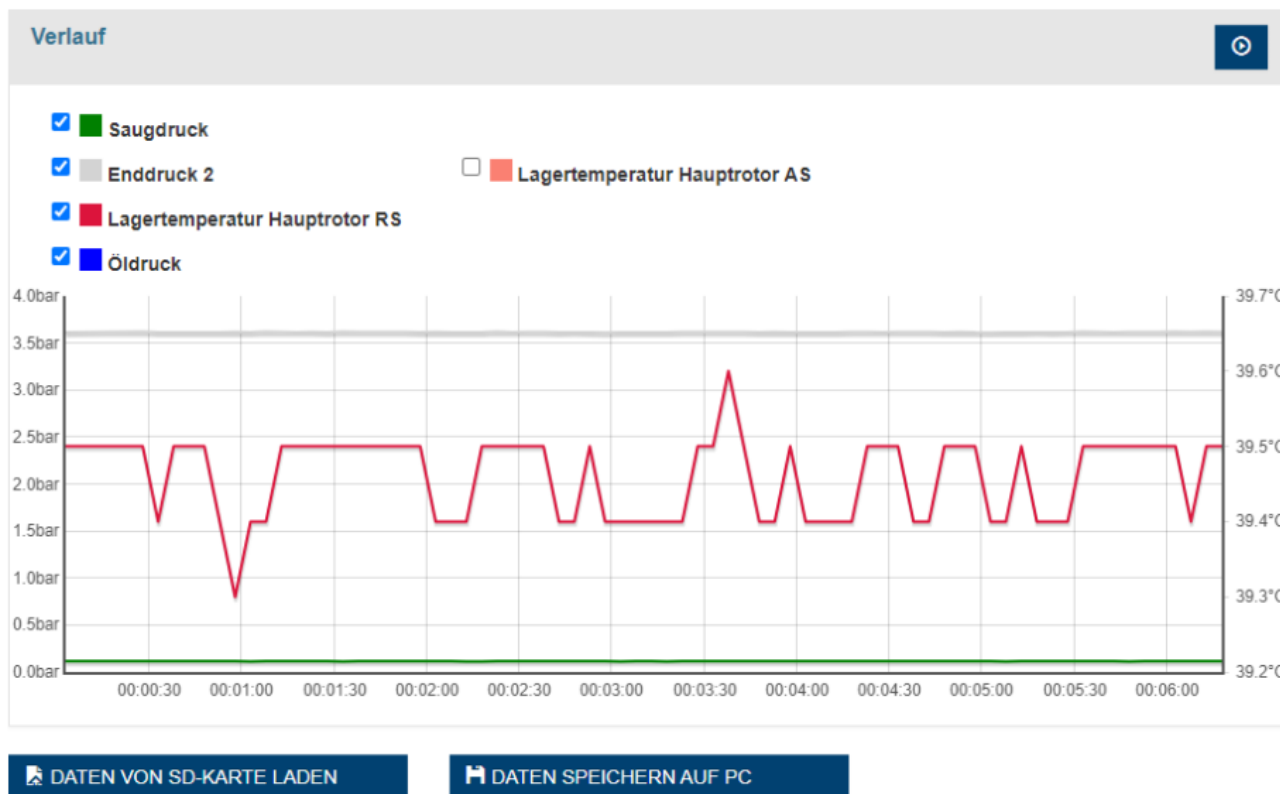 Verlauf
Saugdruck
Enddruck 2
Lagertemperatur Hauptrotor AS
Lagertemperatur Hauptrotor RS
Öldruck
4.0bar
39.7°C
3.5bar
39.6°C
3.0bar
2.5bar
39.5°C
2.0bar
1.5bar
39.4°C
1.0bar
39.3°C
0.5bar
0.0bar
39.2°C
00:00:30 00:01:00 00:01:30 00:02:00 00:02:30 00:03:00 00:03:30 00:04:00 00:04:30 00:05:00 00:05:30 00:06:00
DATEN VON SD-KARTE LADEN
DATEN SPEICHERN AUF PC